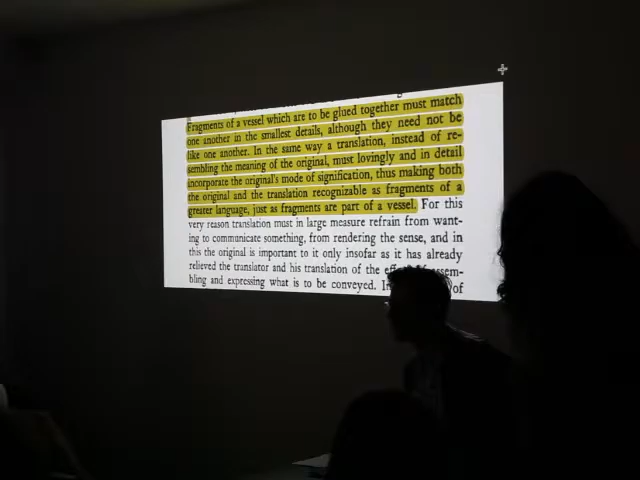 Fragments of a vessel which are to be glued together must match
one another in the smallest details, although they need not be
like one another. In the same way a translation, instead of re-
sembling the meaning of the original, must lovingly and in detail
incorporate the original's mode of signification, thus making both
the original and the translation recognizable as fragments of a
greater language, just as fragments are part of a vessel. For this
very reason translation must in large measure refrain from want-
ing to communicate something, from rendering the sense, and in
this the original is important to it only insofar as it has already
relieved the translator and his translation of the
bling and expressing what is to be conveyed. of